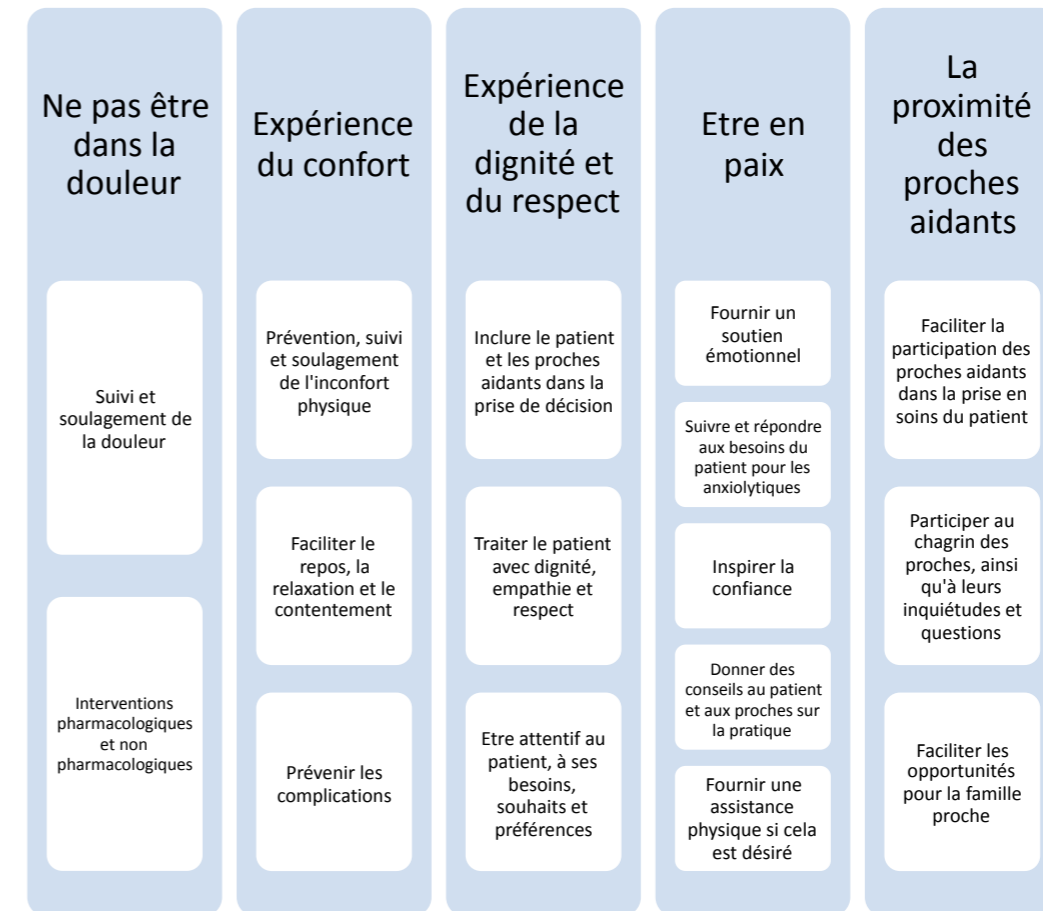 Ne pas être
dans la
douleur
Suivi et
soulagement de
la douleur
Interventions
pharmacologiques
et non
pharmacologiques
Expérience
du confort
Prévention, suivi
et soulagement
de l'inconfort
physique
Faciliter le
repos, la
relaxation et le
contentement
Prévenir les
complications
Expérience
de la
dignité et
du respect
Inclure le patient
et les proches
aidants dans la
prise de décision
Traiter le patient
avec dignité,
empathie et
respect
Etre attentif au
patient, à ses
besoins,
souhaits et
préférences
Etre en
paix
Fournir un
soutien
émotionnel
Suivre et répondre
aux besoins du
patient pour les
anxiolytiques
Inspirer la
confiance
Donner des
conseils au patient
et aux proches sur
la pratique
Fournir une
assistance
physique si cela
est désiré
La
proximité
des
proches
aidants
Faciliter la
participation des
proches aidants
dans la prise en
soins du patient
Participer au
chagrin des
proches, ainsi
qu'à leurs
inquiétudes et
questions
Faciliter les
opportunités
pour la famille
proche